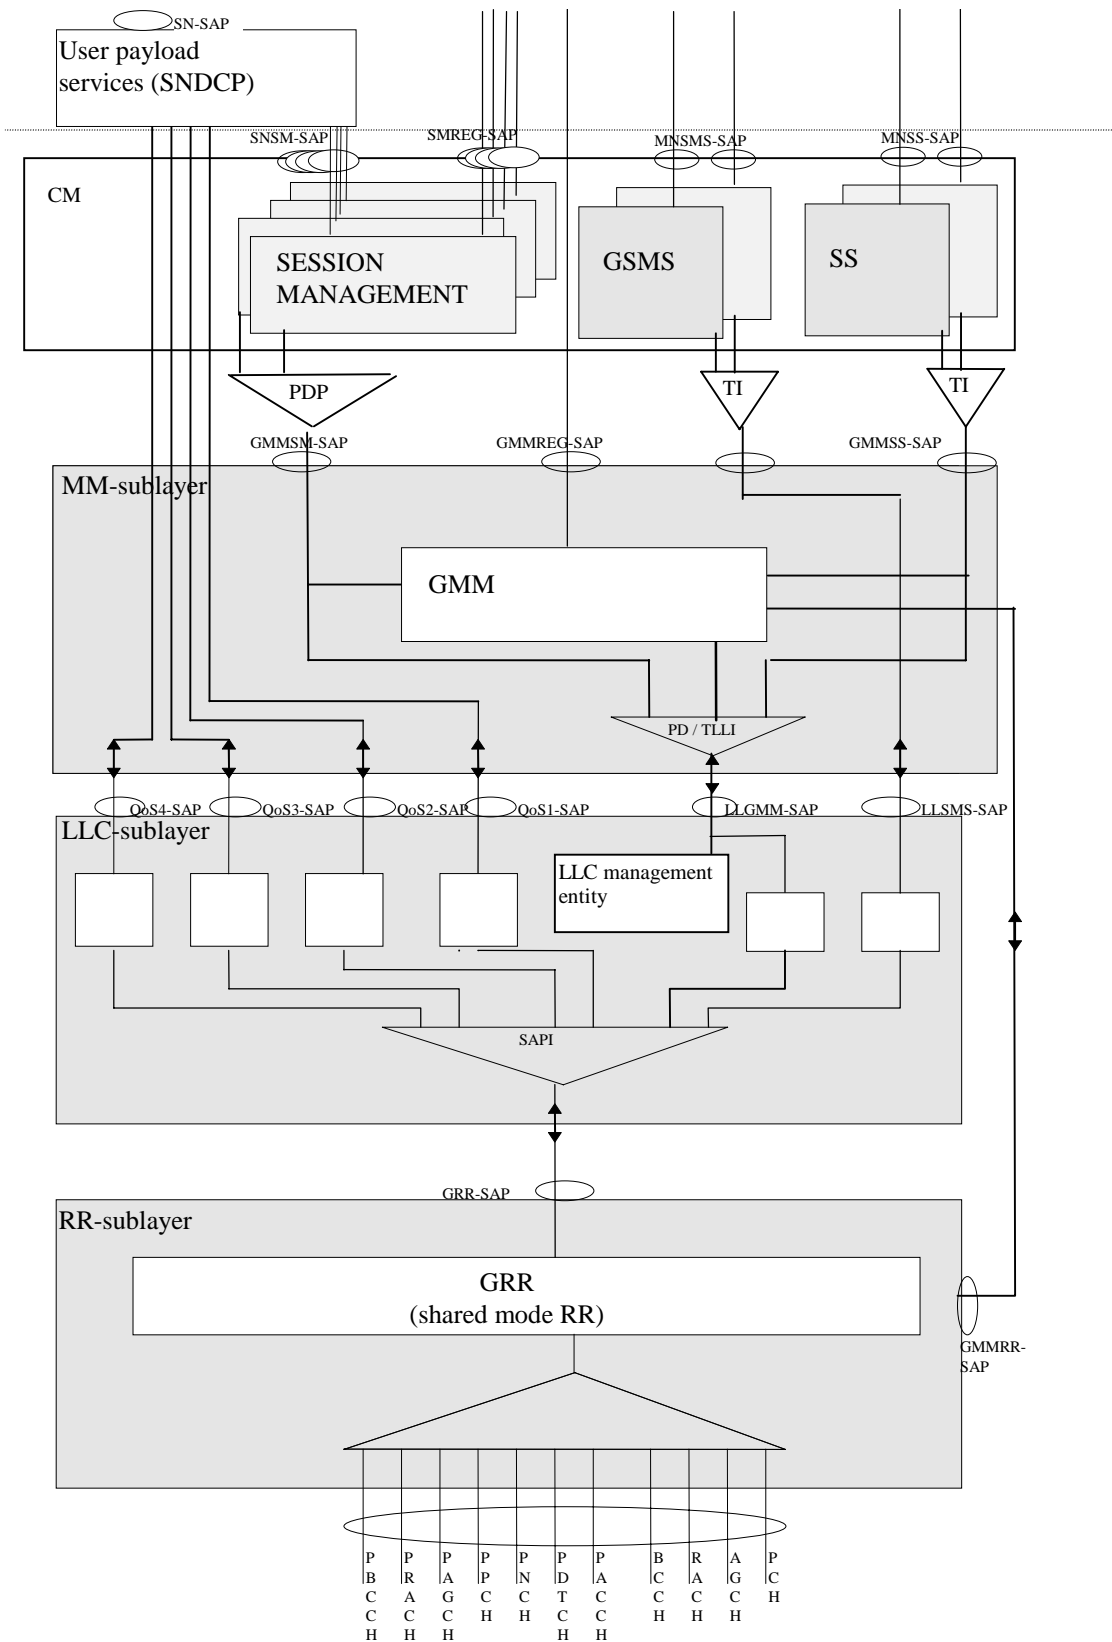 SN-SAP
User payload
services (SNDCP)
SNSM-SAP
SMREG-SAP
MNSMS-SAP
MNSS-SAP
CM
SESSION
MANAGEMENT
GSMS
SS
PDP
TI
TI
GMMSM-SAP
GMMREG-SAP
GMMSS-SAP
MM-sublayer
GMM
PD / TLLI
QoS4-SAP
QoS3-SAP
QoS2-SAP
QoS1-SAP
LLGMM-SAP
LLSMS-SAP
LLC-sublayer
LLC management
entity
SAPI
GRR-SAP
RR-sublayer
GRR
(shared mode RR)
GMMRR-
SAP
PBCCH
PRACH
PAGCH
PPCH
PNCH
PDTCH
PACCH
BCCH
RACH
AGCH
PCH